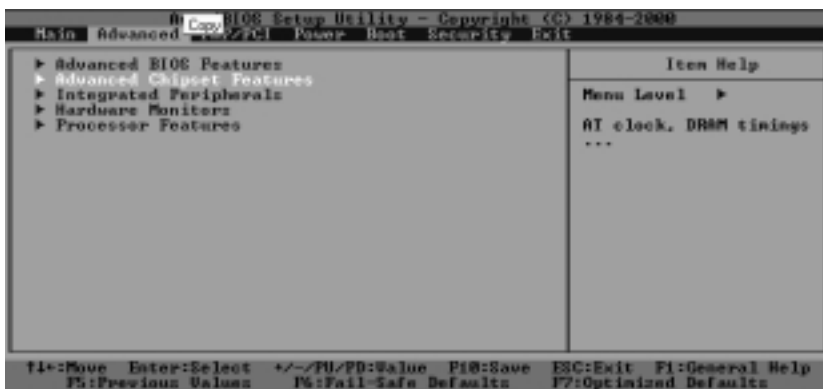 BIOS Setup Utility - Copyright (C) 1984-2000
Copy
Main Advanced PnP/PCI Power Boot Security Exit
▶ Advanced BIOS Features
▶ Advanced Chipset Features
▶ Integrated Peripherals
▶ Hardware Monitors
▶ Processor Features
Item Help
Menu Level ▶
AT clock, DRAM timings
...
↑↓←:Move Enter:Select +/-/PU/PD:Value F10:Save ESC:Exit F1:General Help
F5:Previous Values F6:Fail-Safe Defaults F7:Optimized Defaults